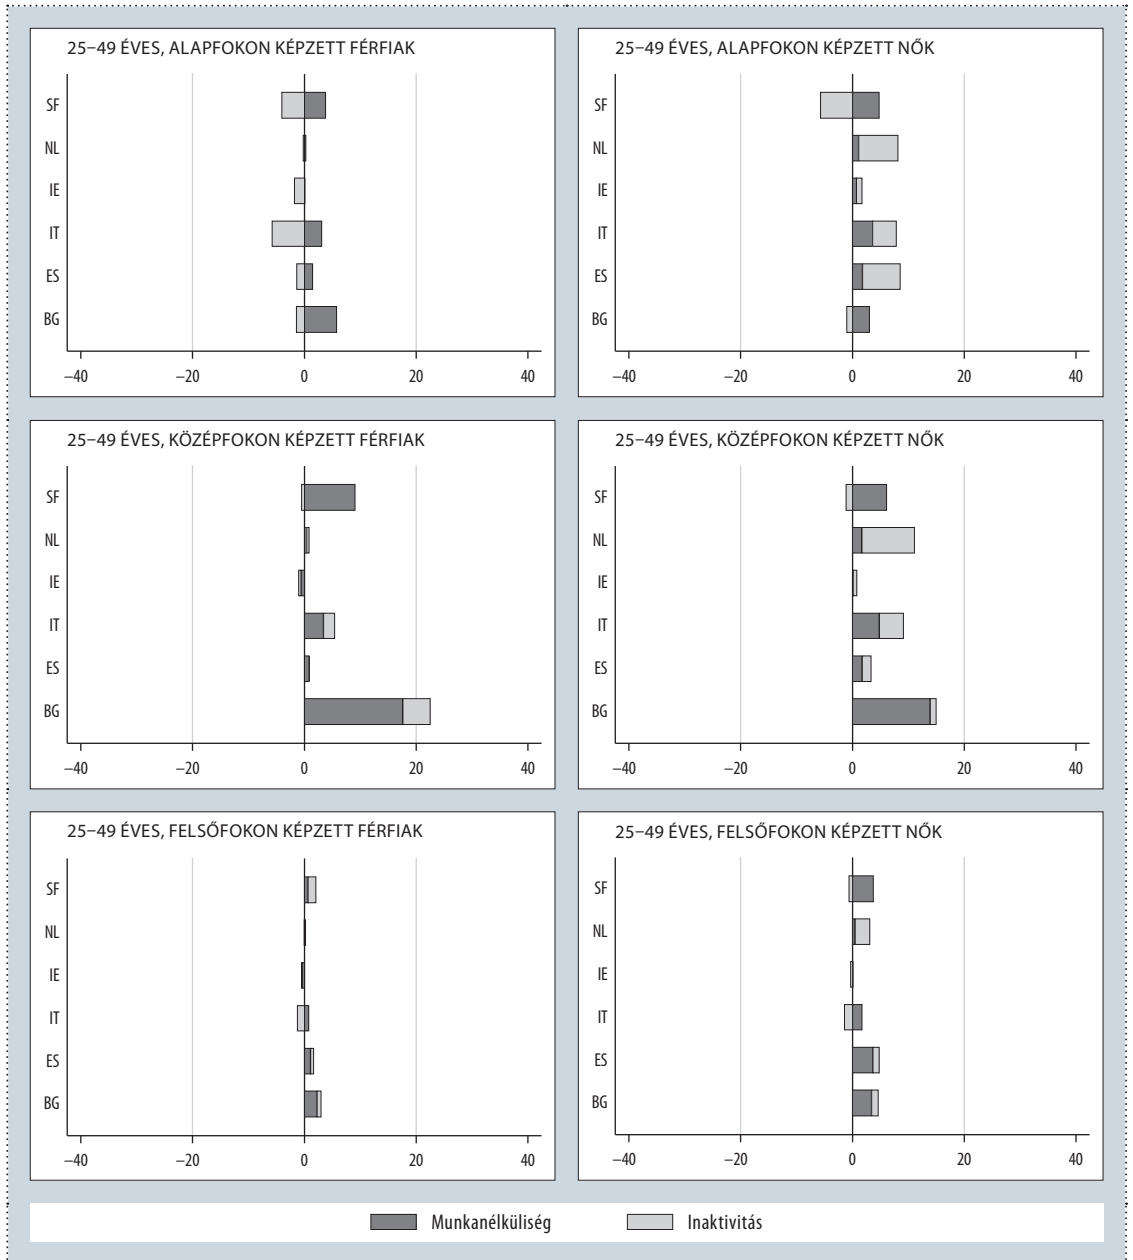 25–49 ÉVES, ALAPFOKON KÉPZETT FÉRFIAK
SF
NL
IE
IT
ES
BG
–40 –20 0 20 40
25–49 ÉVES, ALAPFOKON KÉPZETT NŐK
SF
NL
IE
IT
ES
BG
–40 –20 0 20 40
25–49 ÉVES, KÖZÉPFOKON KÉPZETT FÉRFIAK
SF
NL
IE
IT
ES
BG
–40 –20 0 20 40
25–49 ÉVES, KÖZÉPFOKON KÉPZETT NŐK
SF
NL
IE
IT
ES
BG
–40 –20 0 20 40
25–49 ÉVES, FELSŐFOKON KÉPZETT FÉRFIAK
SF
NL
IE
IT
ES
BG
–40 –20 0 20 40
25–49 ÉVES, FELSŐFOKON KÉPZETT NŐK
SF
NL
IE
IT
ES
BG
–40 –20 0 20 40
Munkanélküliség Inaktivitás